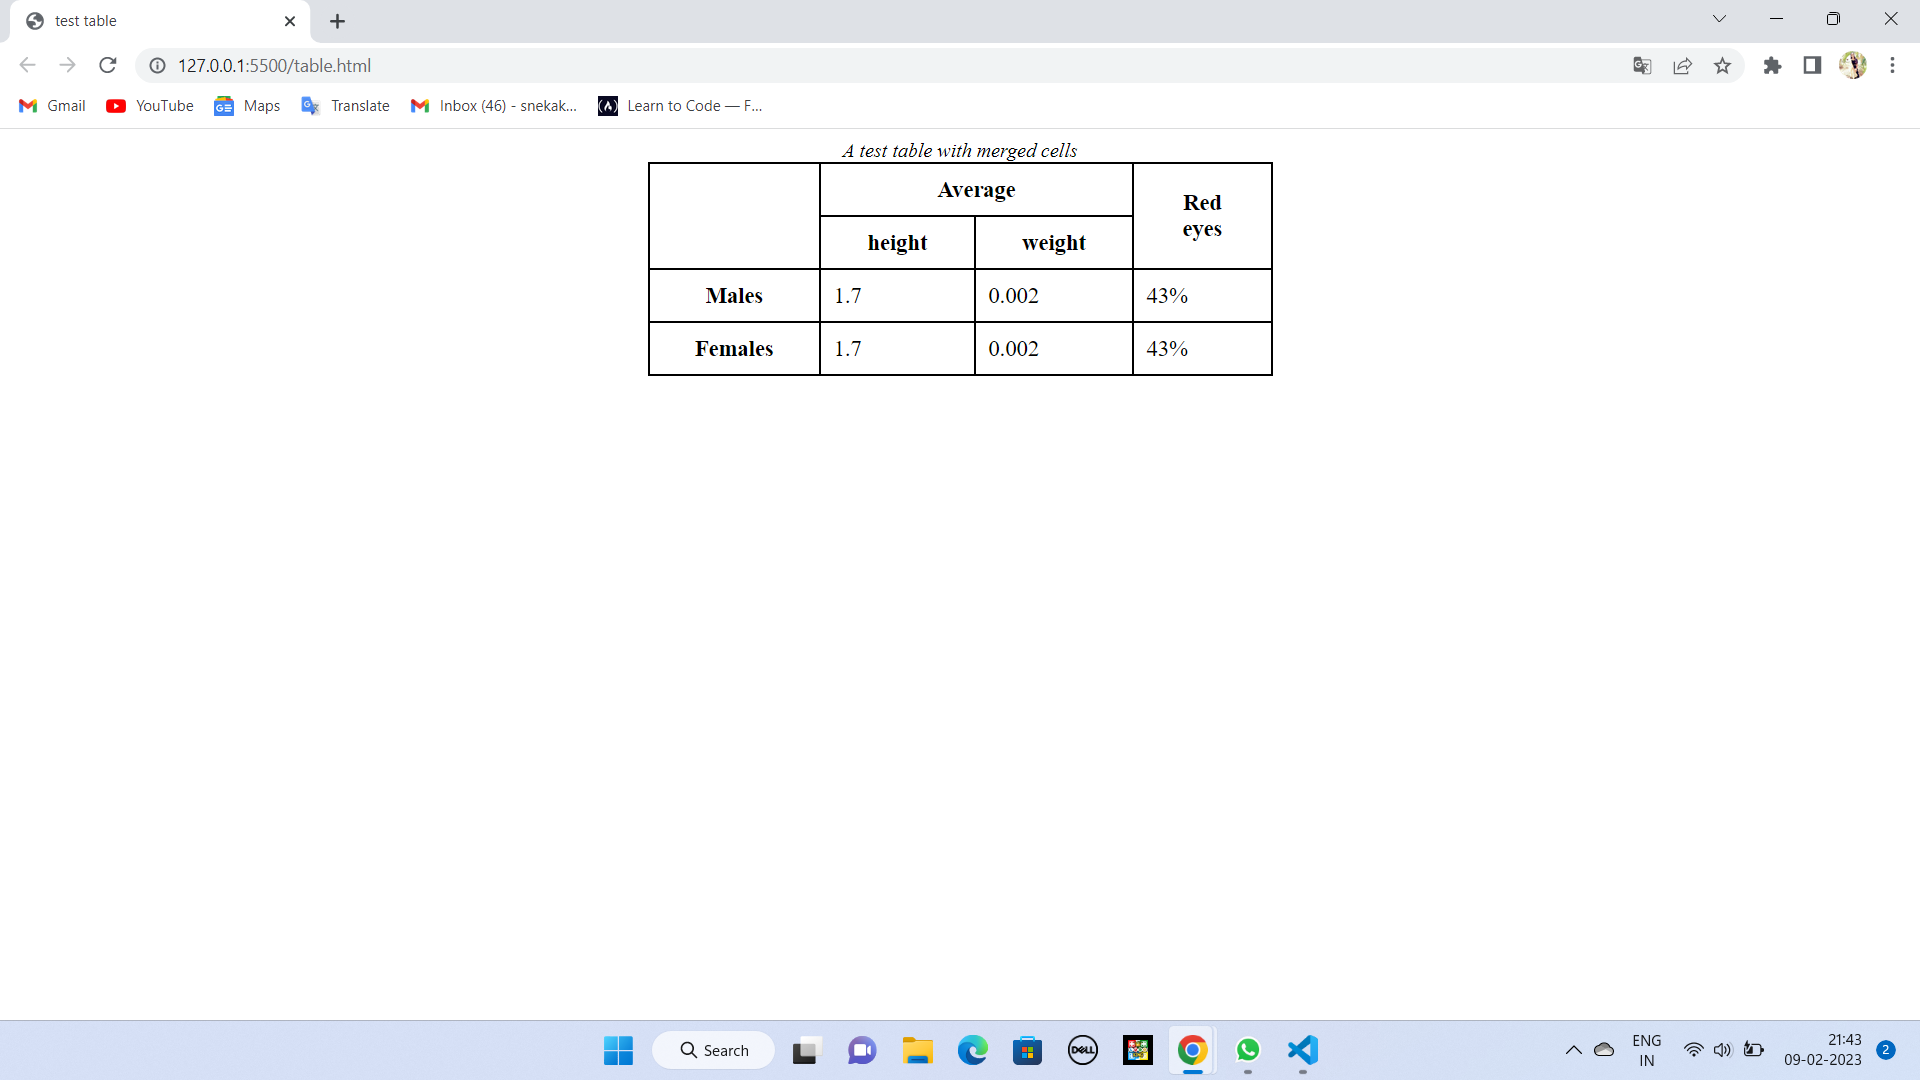 test table
127.0.0.1:5500/table.html
Gmail YouTube Maps Translate Inbox (46) - snekak... Learn to Code — F...
A test table with merged cells
Average Red eyes
height weight
Males 1.7 0.002 43%
Females 1.7 0.002 43%
Search
DELL
ENG
IN
21:43
09-02-2023
2